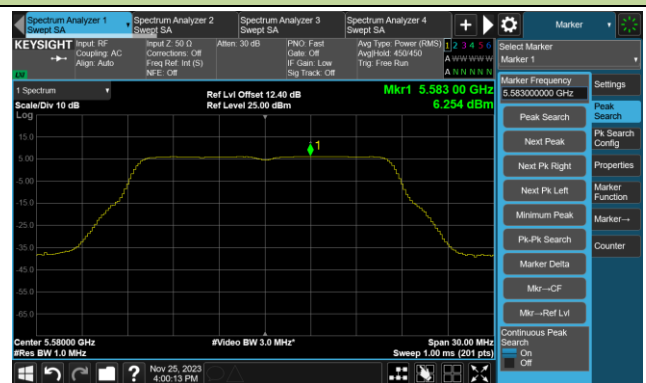 Spectrum Analyzer 1
Swept SA
Spectrum Analyzer 2
Swept SA
Spectrum Analyzer 3
Swept SA
Spectrum Analyzer 4
Swept SA
+
Marker
KEYSIGHT
LW
Input: RF
Coupling: AC
Align: Auto
Input Z: 50 Ω
Corrections: Off
Freq Ref: Int (S)
NFE: Off
Atten: 30 dB
PNO: Fast
Gate: Off
IF Gain: Low
Sig Track: Off
Avg Type: Power (RMS)
Avg|Hold: 450/450
Trig: Free Run
1 2 3 4 5 6
A W W W W W
A N N N N N
Select Marker
Marker 1
1 Spectrum
Scale/Div 10 dB
Log
Ref Lvl Offset 12.40 dB
Ref Level 25.00 dBm
Mkr1 5.583 00 GHz
6.254 dBm
15.0
5.00
-5.00
-15.0
-25.0
-35.0
-45.0
-55.0
-65.0
1
Center 5.58000 GHz
#Res BW 1.0 MHz
#Video BW 3.0 MHz*
Span 30.00 MHz
Sweep 1.00 ms (201 pts)
Marker Frequency
5.583000000 GHz
Peak Search
Next Peak
Next Pk Right
Next Pk Left
Minimum Peak
Pk-Pk Search
Marker Delta
Mkr→CF
Mkr→Ref Lvl
Continuous Peak
Search
On
Off
Settings
Peak
Search
Pk Search
Config
Properties
Marker
Function
Marker→
Counter
?
Nov 25, 2023
4:00:13 PM